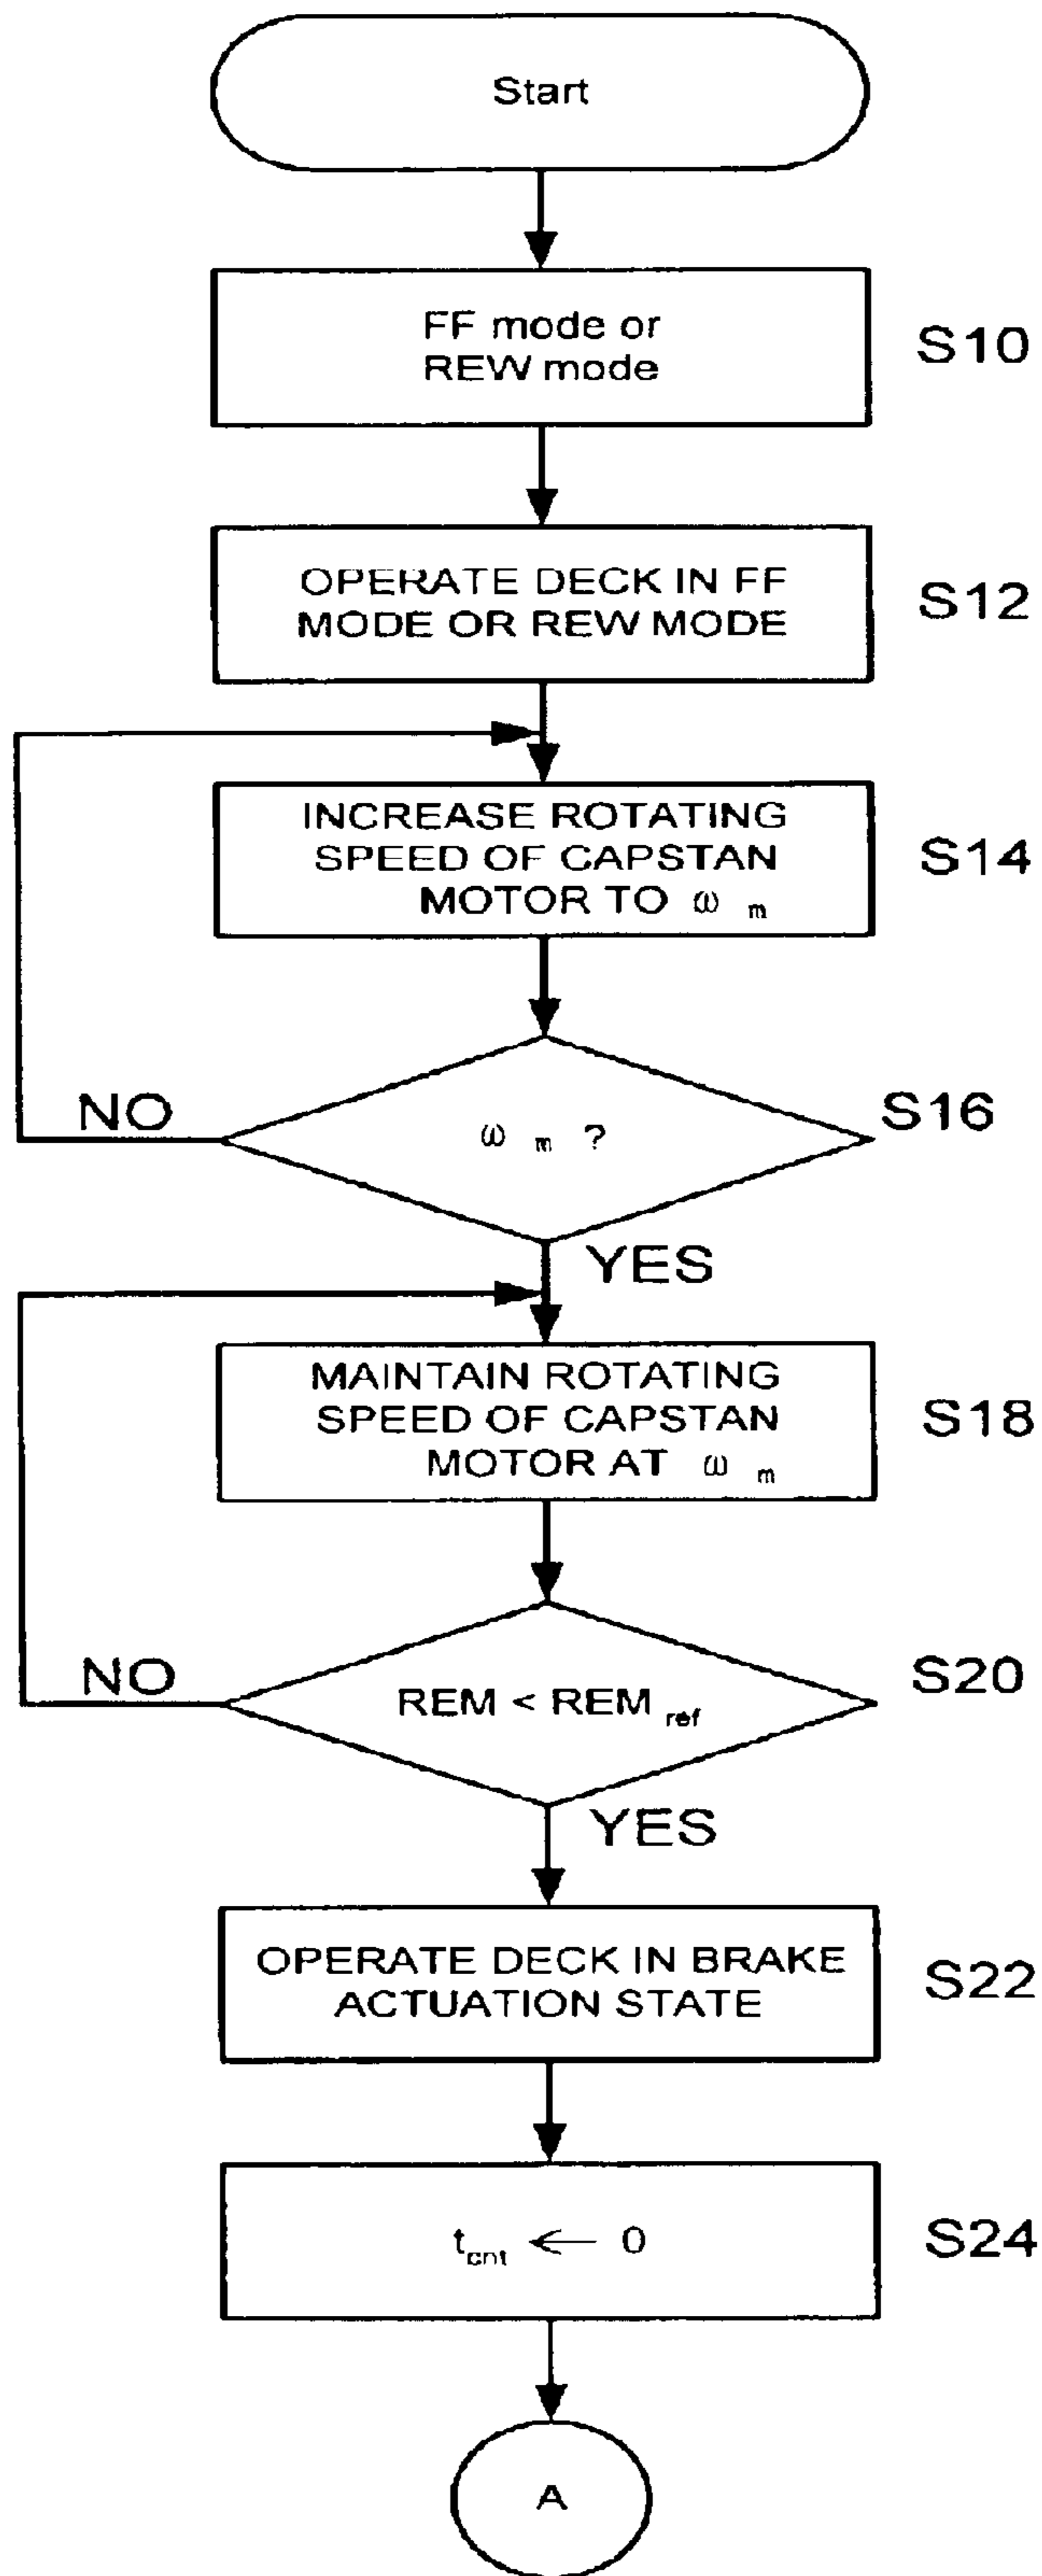 Start
FF mode or
REW mode
S10
OPERATE DECK IN FF
MODE OR REW MODE
S12
INCREASE ROTATING
SPEED OF CAPSTAN
MOTOR TO ω m
S14
NO
ω m ?
S16
YES
MAINTAIN ROTATING
SPEED OF CAPSTAN
MOTOR AT ω m
S18
NO
REM < REM ref
S20
YES
OPERATE DECK IN BRAKE
ACTUATION STATE
S22
t cnt ← 0
S24
A